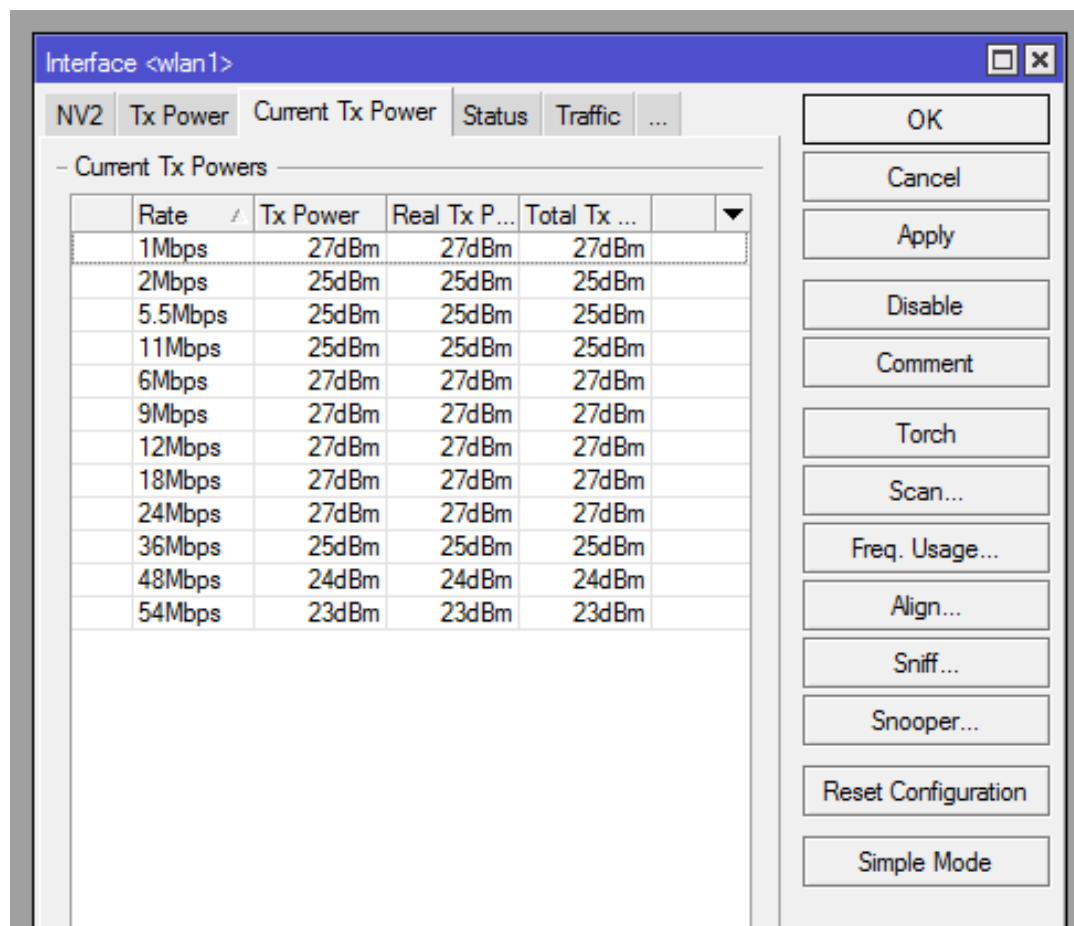 Interface <wlan1>
NV2 Tx Power Current Tx Power Status Traffic ...
Current Tx Powers
Rate Tx Power Real Tx P... Total Tx ...
1Mbps 27dBm 27dBm 27dBm
2Mbps 25dBm 25dBm 25dBm
5.5Mbps 25dBm 25dBm 25dBm
11Mbps 25dBm 25dBm 25dBm
6Mbps 27dBm 27dBm 27dBm
9Mbps 27dBm 27dBm 27dBm
12Mbps 27dBm 27dBm 27dBm
18Mbps 27dBm 27dBm 27dBm
24Mbps 27dBm 27dBm 27dBm
36Mbps 25dBm 25dBm 25dBm
48Mbps 24dBm 24dBm 24dBm
54Mbps 23dBm 23dBm 23dBm
OK
Cancel
Apply
Disable
Comment
Torch
Scan...
Freq. Usage...
Align...
Sniff...
Snooper...
Reset Configuration
Simple Mode